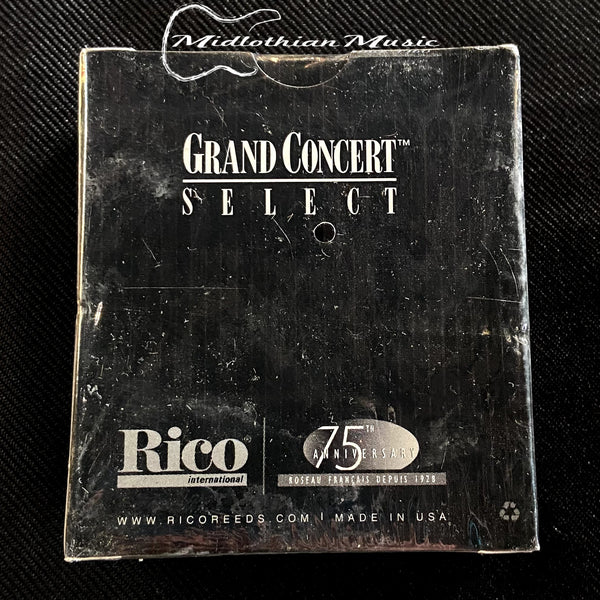 Midlothian Music
GRAND CONCERT™
SELECT
Rico®
international
75TH
ANNIVERSARY
ROSEAU FRANÇAIS DEPUIS 1928
WWW.RICOREEDS.COM | MADE IN USA